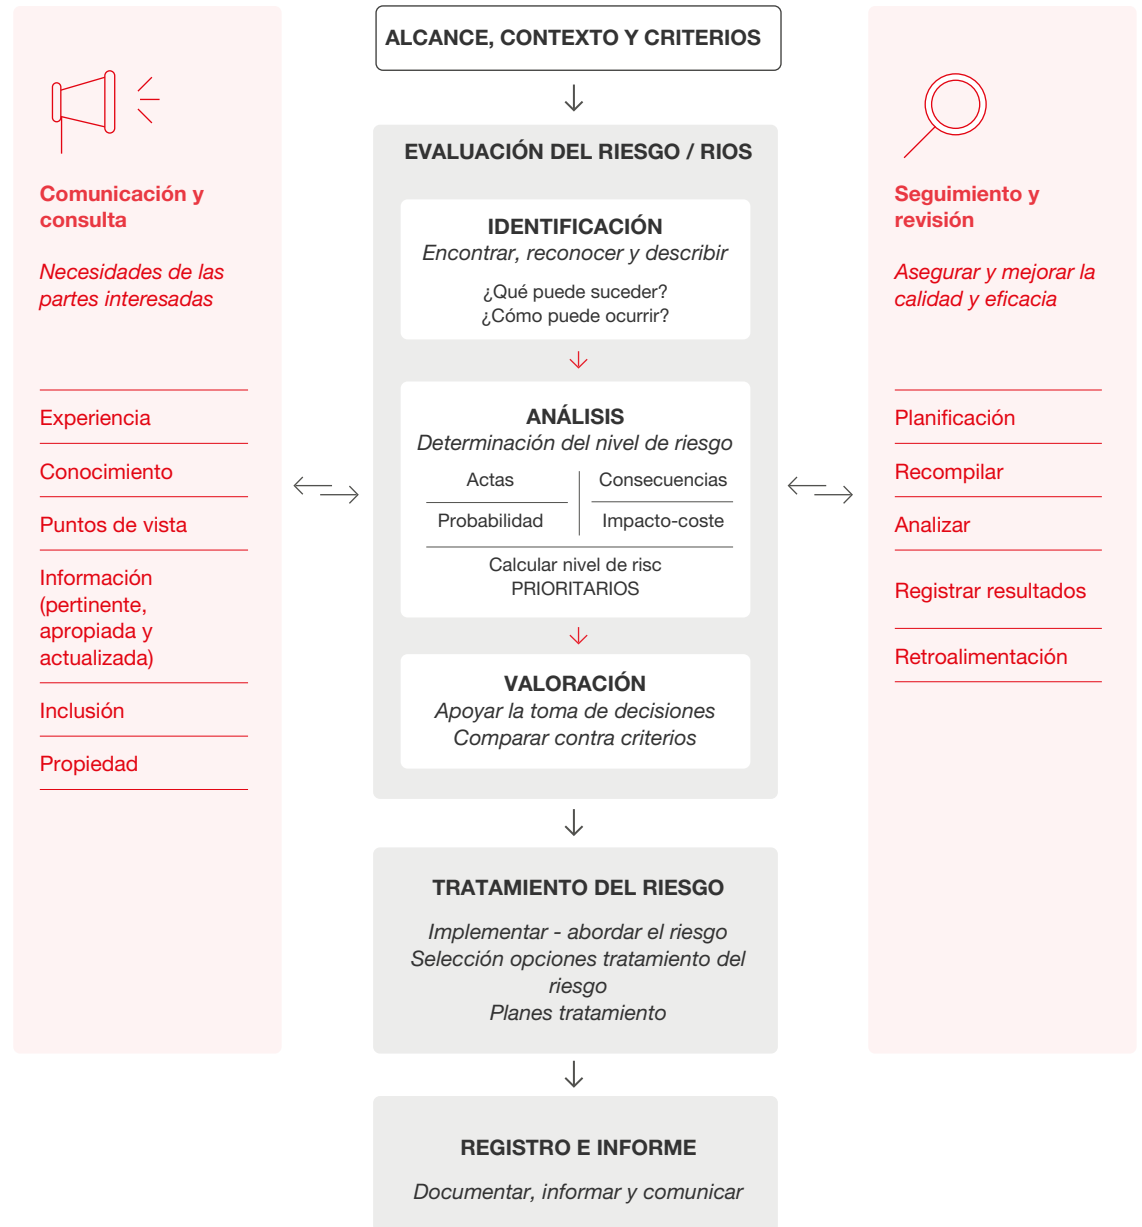 ALCANCE, CONTEXTO Y CRITERIOS
Comunicación y
consulta
Necesidades de las
partes interesadas
Experiencia
Conocimiento
Puntos de vista
Información
(pertinente,
apropiada y
actualizada)
Inclusión
Propiedad
EVALUACIÓN DEL RIESGO / RIOS
IDENTIFICACIÓN
Encontrar, reconocer y describir
¿Qué puede suceder?
¿Cómo puede ocurrir?
ANÁLISIS
Determinación del nivel de riesgo
Actas
Consecuencias
Probabilidad
Impacto-coste
Calcular nivel de risc
PRIORITARIOS
VALORACIÓN
Apoyar la toma de decisiones
Comparar contra criterios
TRATAMIENTO DEL RIESGO
Implementar - abordar el riesgo
Selección opciones tratamiento del
riesgo
Planes tratamiento
REGISTRO E INFORME
Documentar, informar y comunicar
Seguimiento y
revisión
Asegurar y mejorar la
calidad y eficacia
Planificación
Recompilar
Analizar
Registrar resultados
Retroalimentación